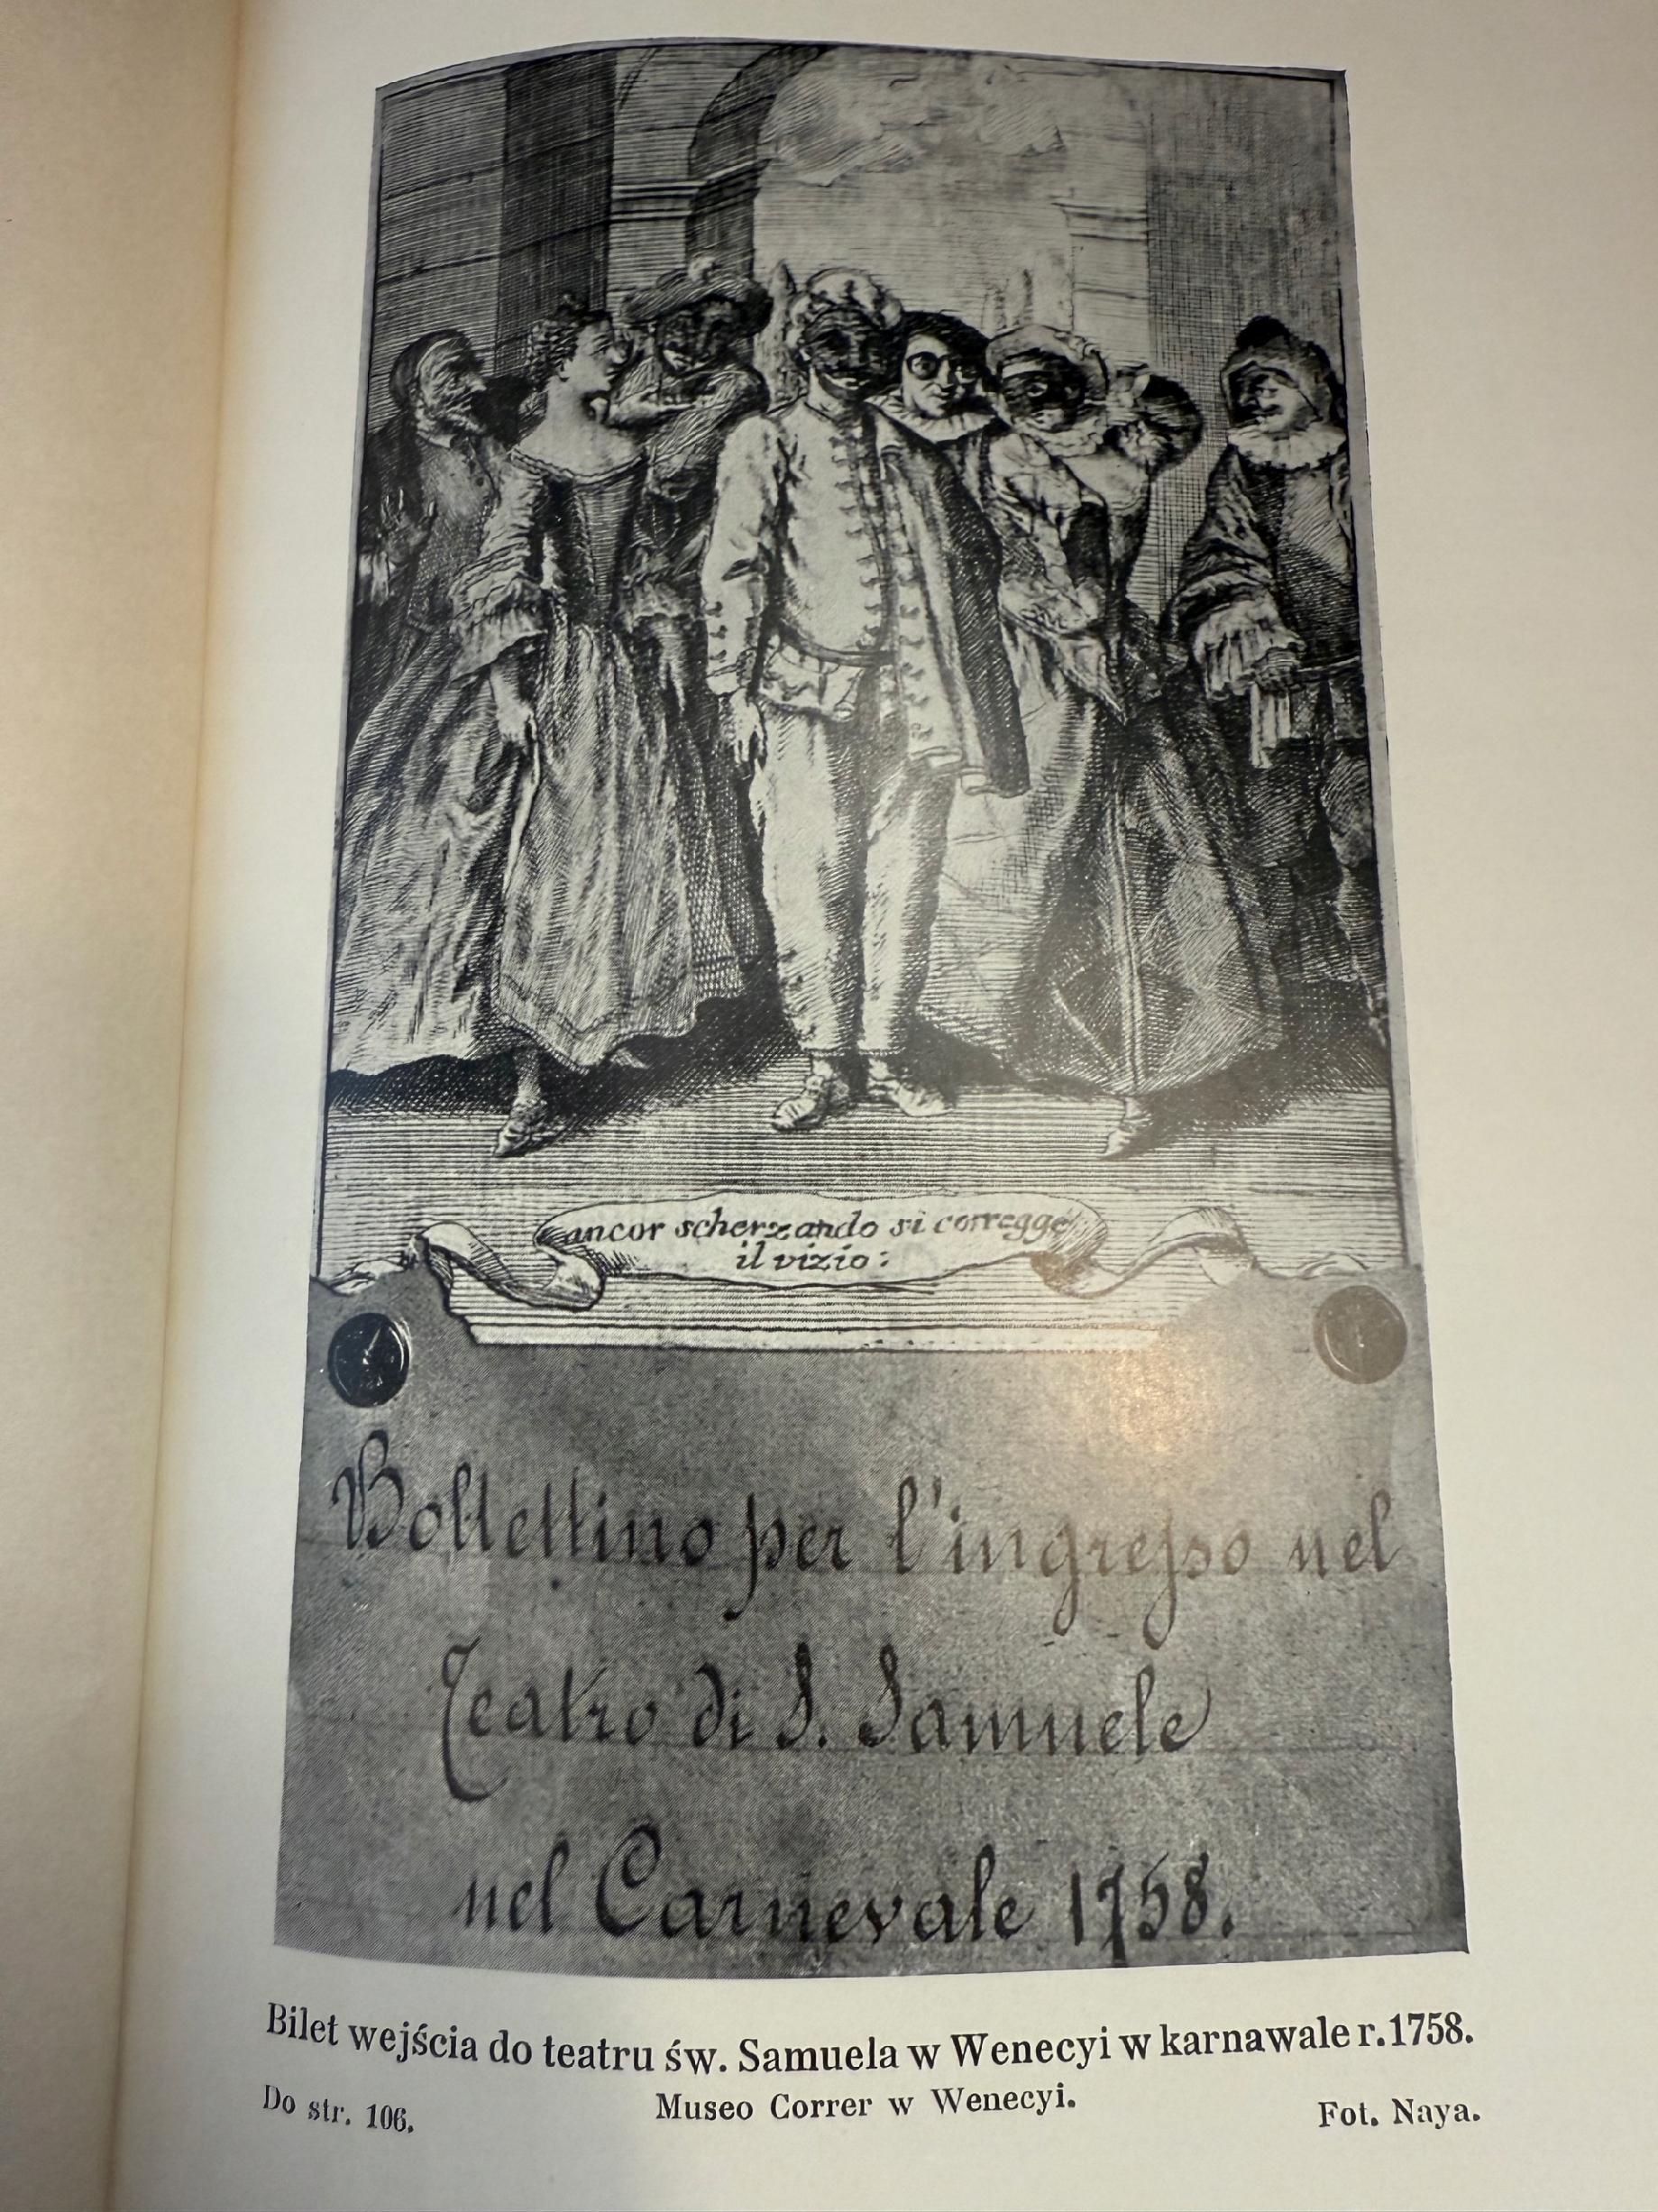 ancor scherzando si corregge
il vizio:
Bollettino per l'ingresso nel
Teatro di S. Samuele
nel Carnevale 1758.
Bilet wejścia do teatru św. Samuela w Wenecyi w karnawale r. 1758.
Do str. 106. Museo Correr w Wenecyi. Fot. Naya.